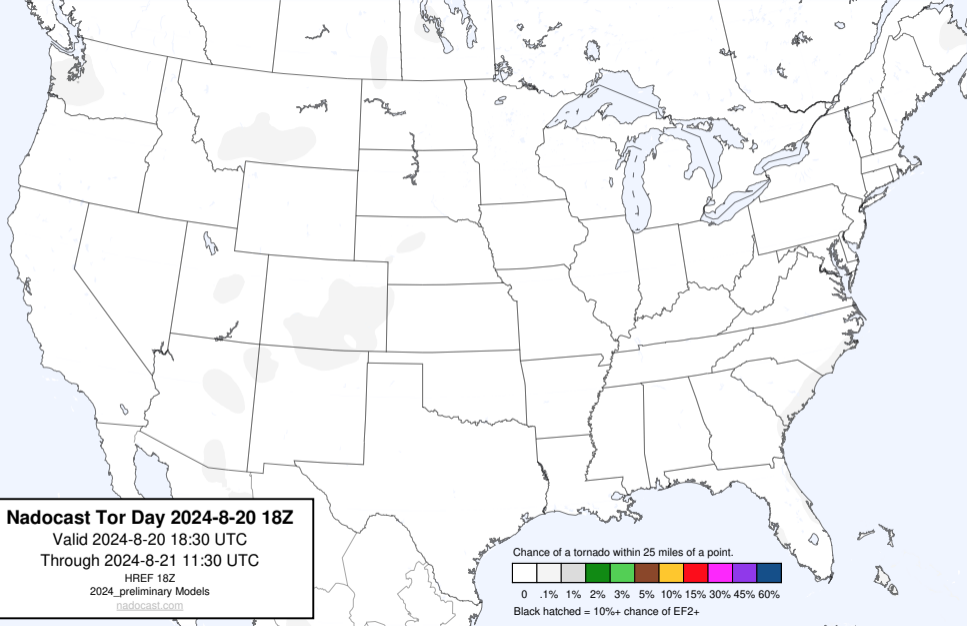 Nadocast Tor Day 2024-8-20 18Z
Valid 2024-8-20 18:30 UTC
Through 2024-8-21 11:30 UTC
HREF 18Z
2024_preliminary Models
nadocast.com
Chance of a tornado within 25 miles of a point.
0 .1% 1% 2% 3% 5% 10% 15% 30% 45% 60%
Black hatched = 10%+ chance of EF2+